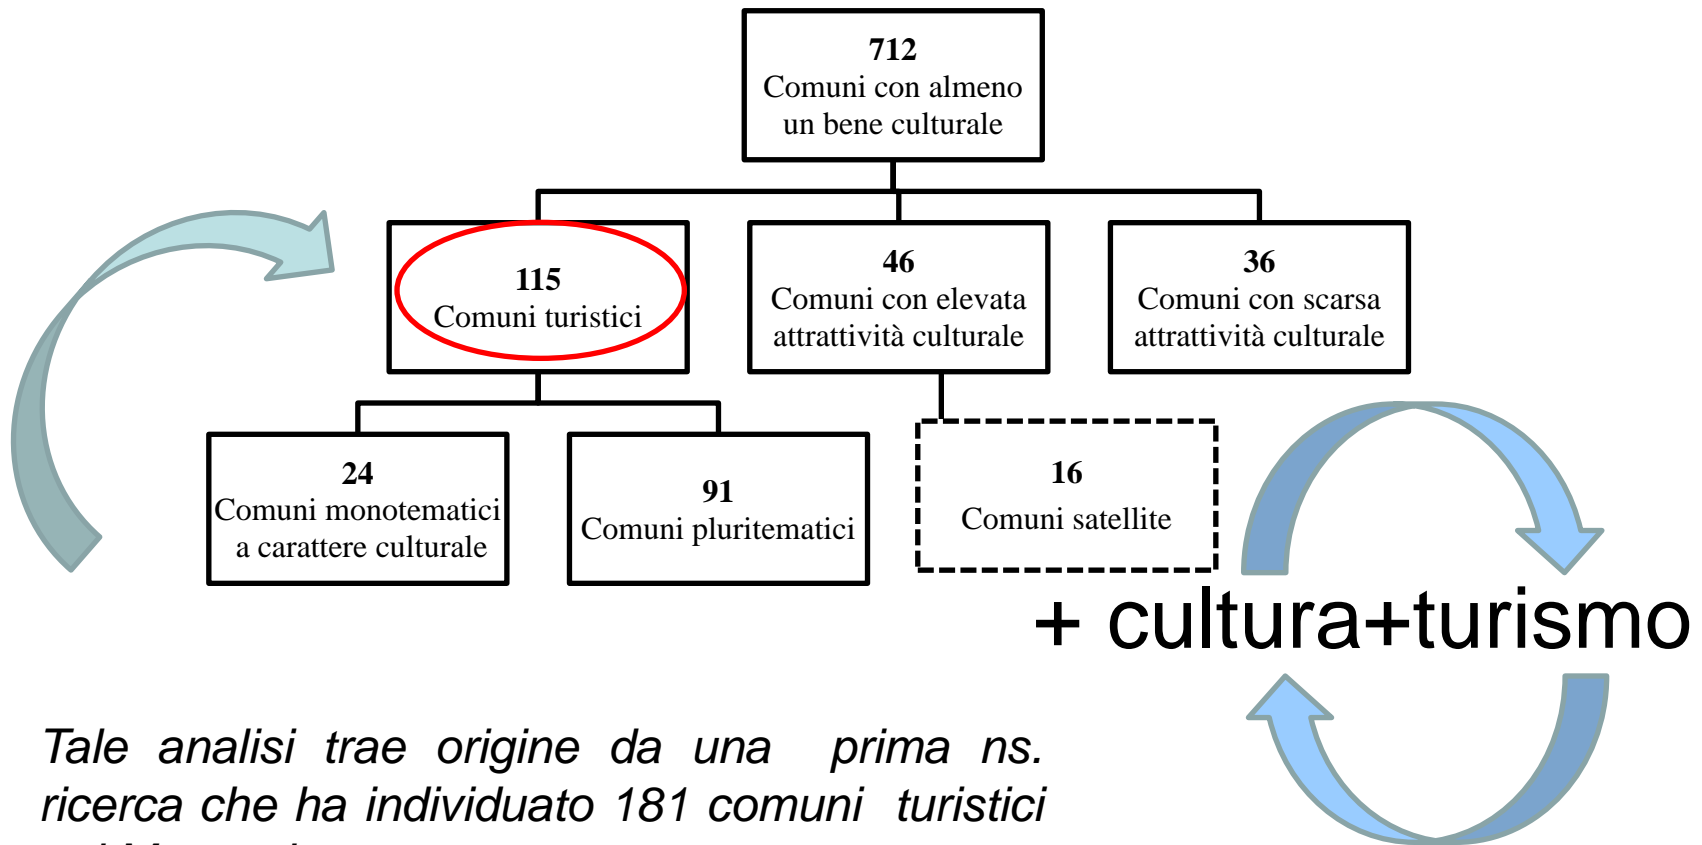 712
Comuni con almeno
un bene culturale
115
Comuni turistici
46
Comuni con elevata
attrattività culturale
36
Comuni con scarsa
attrattività culturale
24
Comuni monotematici
a carattere culturale
91
Comuni pluritematici
16
Comuni satellite
+ cultura+turismo
Tale analisi trae origine da una prima ns.
ricerca che ha individuato 181 comuni turistici